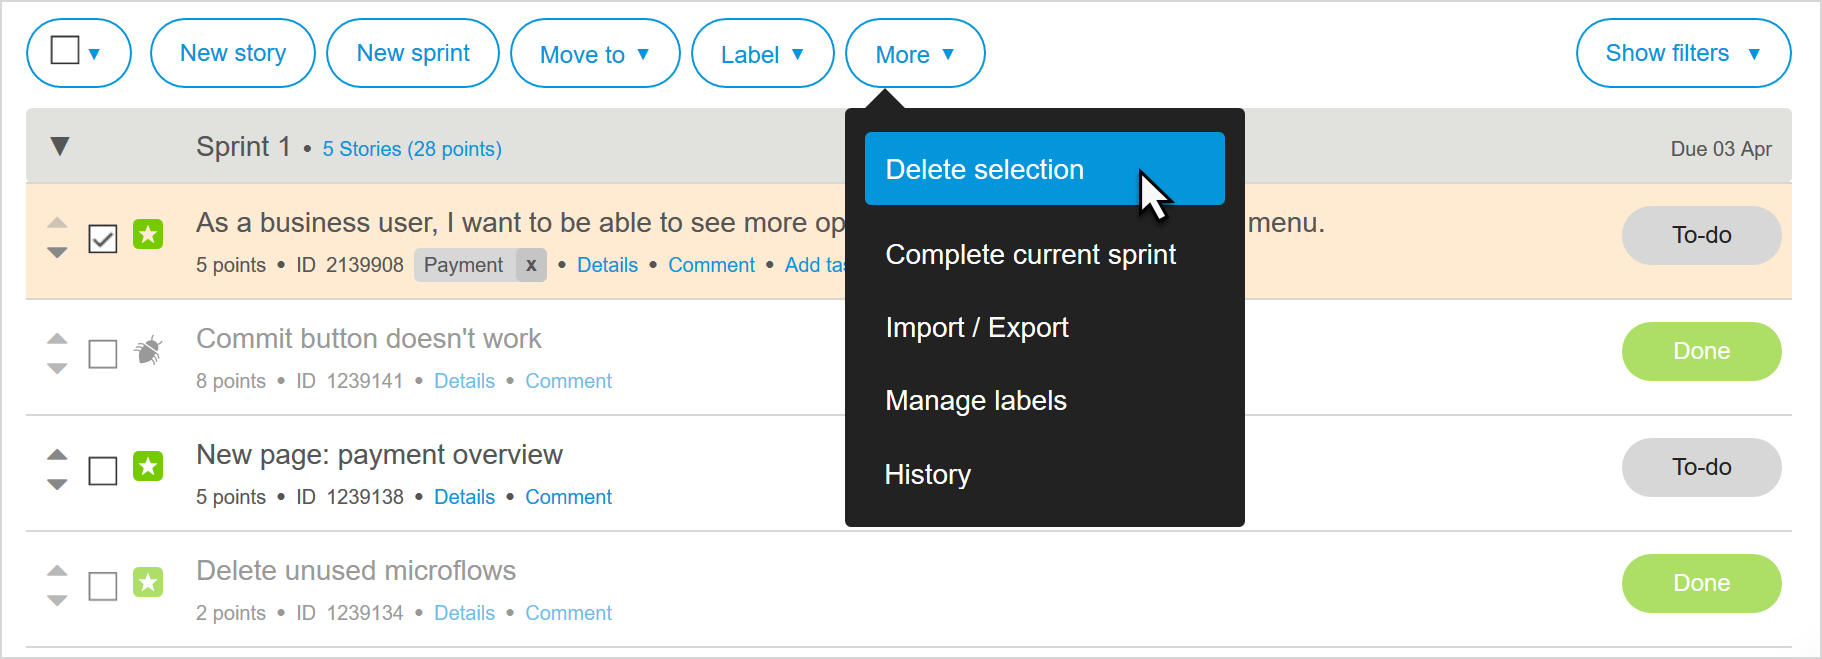 New story New sprint Move to ▼ Label ▼ More ▼ Show filters ▼
Sprint 1 • 5 Stories (28 points) Due 03 Apr
Delete selection
As a business user, I want to be able to see more op menu. To-do
5 points • ID 2139908 Payment x • Details • Comment • Add tas
Complete current sprint
Import / Export
Commit button doesn't work Done
8 points • ID 1239141 • Details • Comment
Manage labels
New page: payment overview To-do
History
5 points • ID 1239138 • Details • Comment
Delete unused microflows Done
2 points • ID 1239134 • Details • Comment